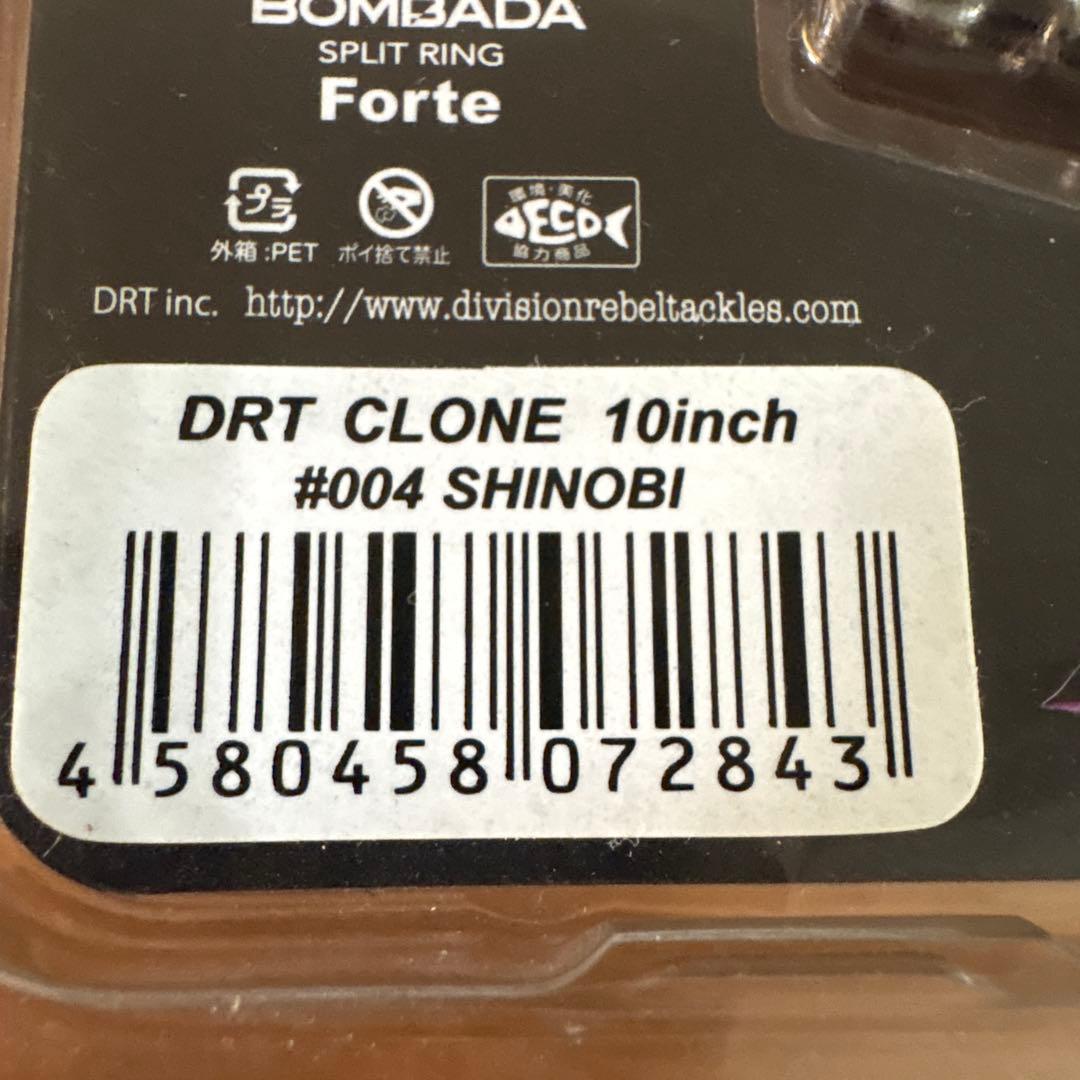 BOMBADA
SPLIT RING
Forte
プラ
環境・美化
ECO
協力商品
外箱:PET ポイ捨て禁止
DRT inc. http://www.divisionrebeltackles.com
DRT CLONE 10inch
#004 SHINOBI
4 580458 072843